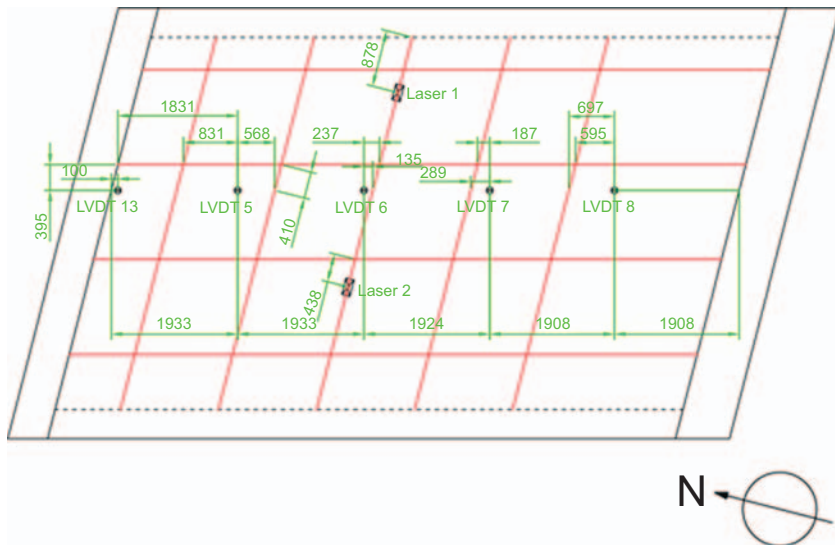 878
Laser 1
1831
697
831
568
237
187
595
100
135
289
LVDT 13
LVDT 5
LVDT 6
LVDT 7
LVDT 8
395
410
438
Laser 2
1933
1933
1924
1908
1908
N